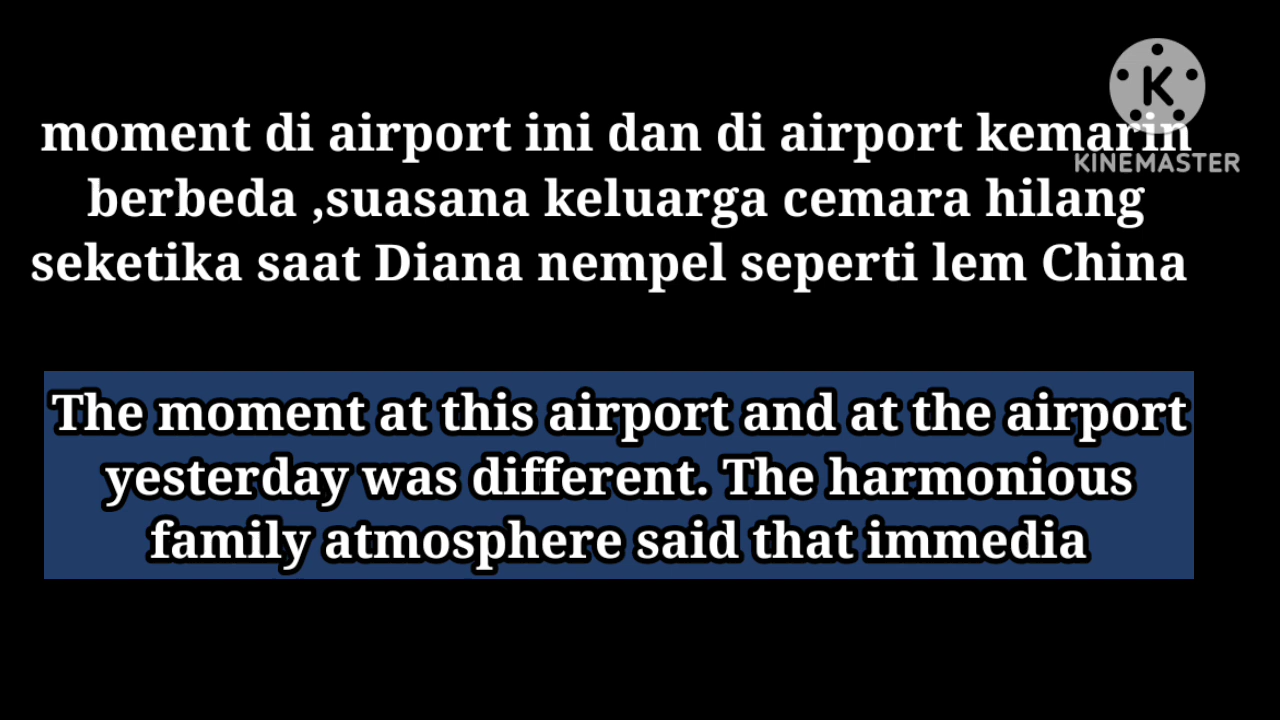 moment di airport ini dan di airport kemarin
berbeda ,suasana keluarga cemara hilang
seketika saat Diana nempel seperti lem China
K
KINEMASTER
The moment at this airport and at the airport
yesterday was different. The harmonious
family atmosphere said that immedia